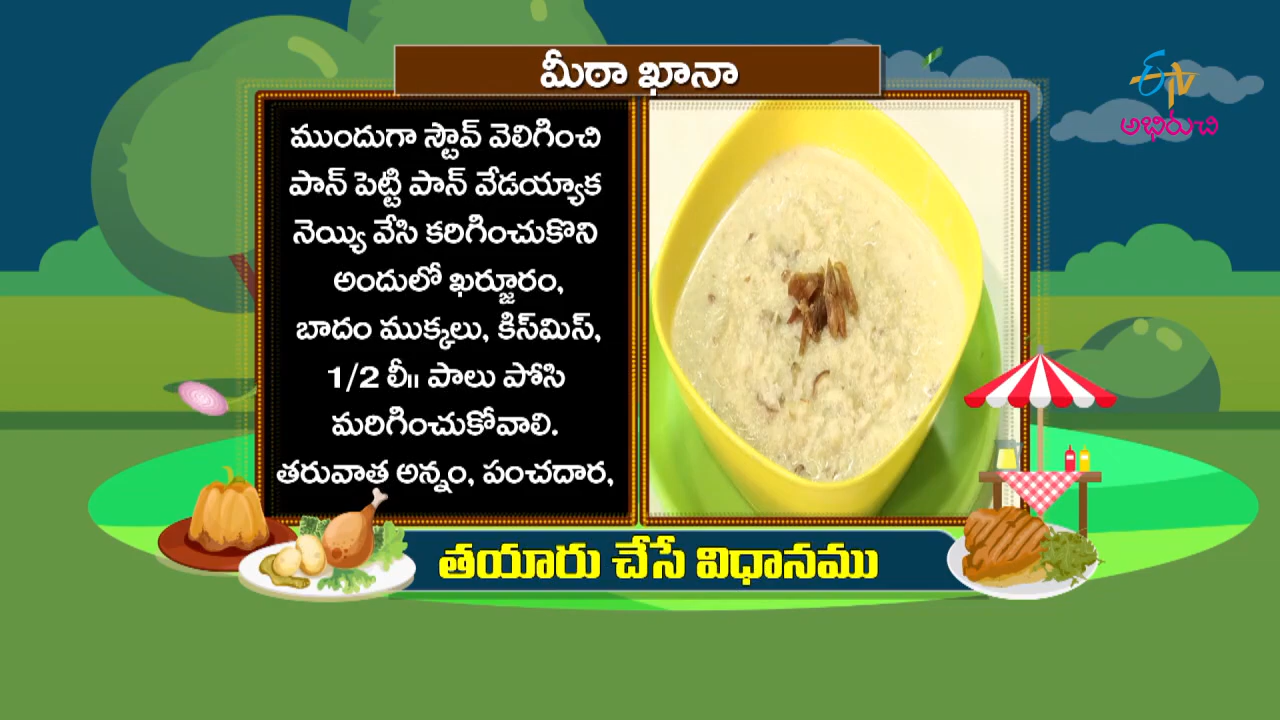 మీఠా ఖానా
ETV
అభిరుచి
ముందుగా స్టౌవ్ వెలిగించి
పాన్ పెట్టి పాన్ వేడయ్యాక
నెయ్యి వేసి కరిగించుకొని
అందులో ఖర్జూరం,
బాదం ముక్కలు, కిస్‌మిస్,
1/2 లీ॥ పాలు పోసి
మరిగించుకోవాలి.
తరువాత అన్నం, పంచదార,
తయారు చేసే విధానము